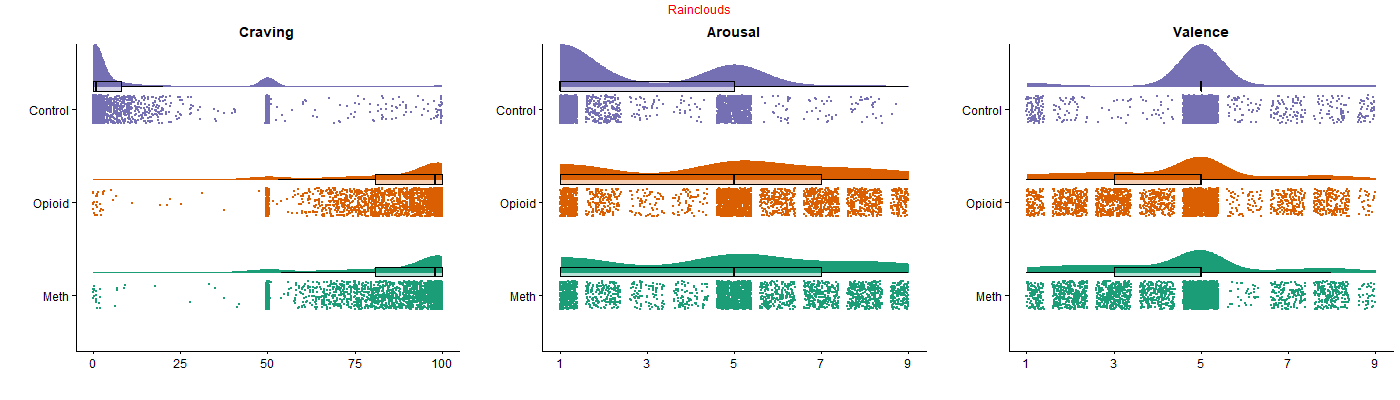 Rainclouds
Craving
Arousal
Valence
Control
Opioid
Meth
0 25 50 75 100
Control
Opioid
Meth
1 3 5 7 9
Control
Opioid
Meth
1 3 5 7 9